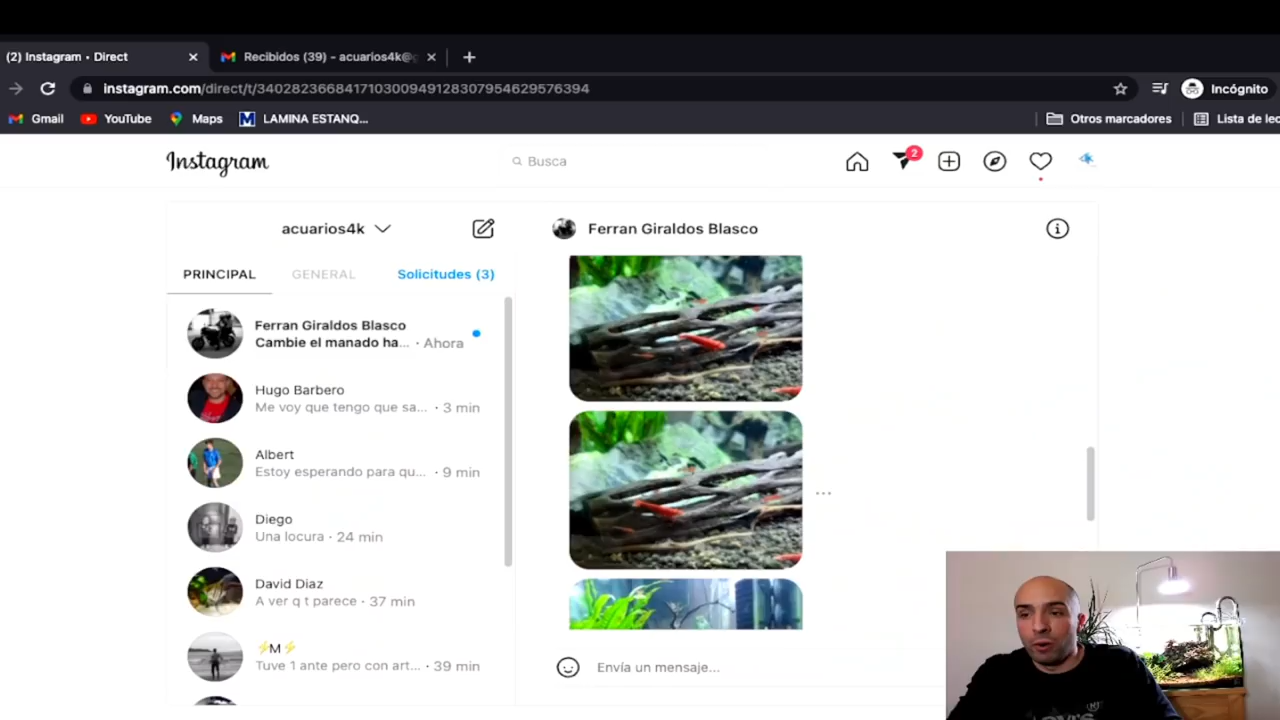 (2) Instagram • Direct
Recibidos (39) - acuarios4k@
instagram.com/direct/t/340282366841710300949128307954629576394
Incógnito
Gmail
YouTube
Maps
LAMINA ESTANQ...
Otros marcadores
Lista de lec
Instagram
Busca
2
acuarios4k
Ferran Giraldos Blasco
PRINCIPAL
GENERAL
Solicitudes (3)
Ferran Giraldos Blasco
Cambie el manado ha... · Ahora
Hugo Barbero
Me voy que tengo que sa... · 3 min
Albert
Estoy esperando para qu... · 9 min
Diego
Una locura · 24 min
David Diaz
A ver q t parece · 37 min
⚡M⚡
Tuve 1 ante pero con art... · 39 min
Envía un mensaje...